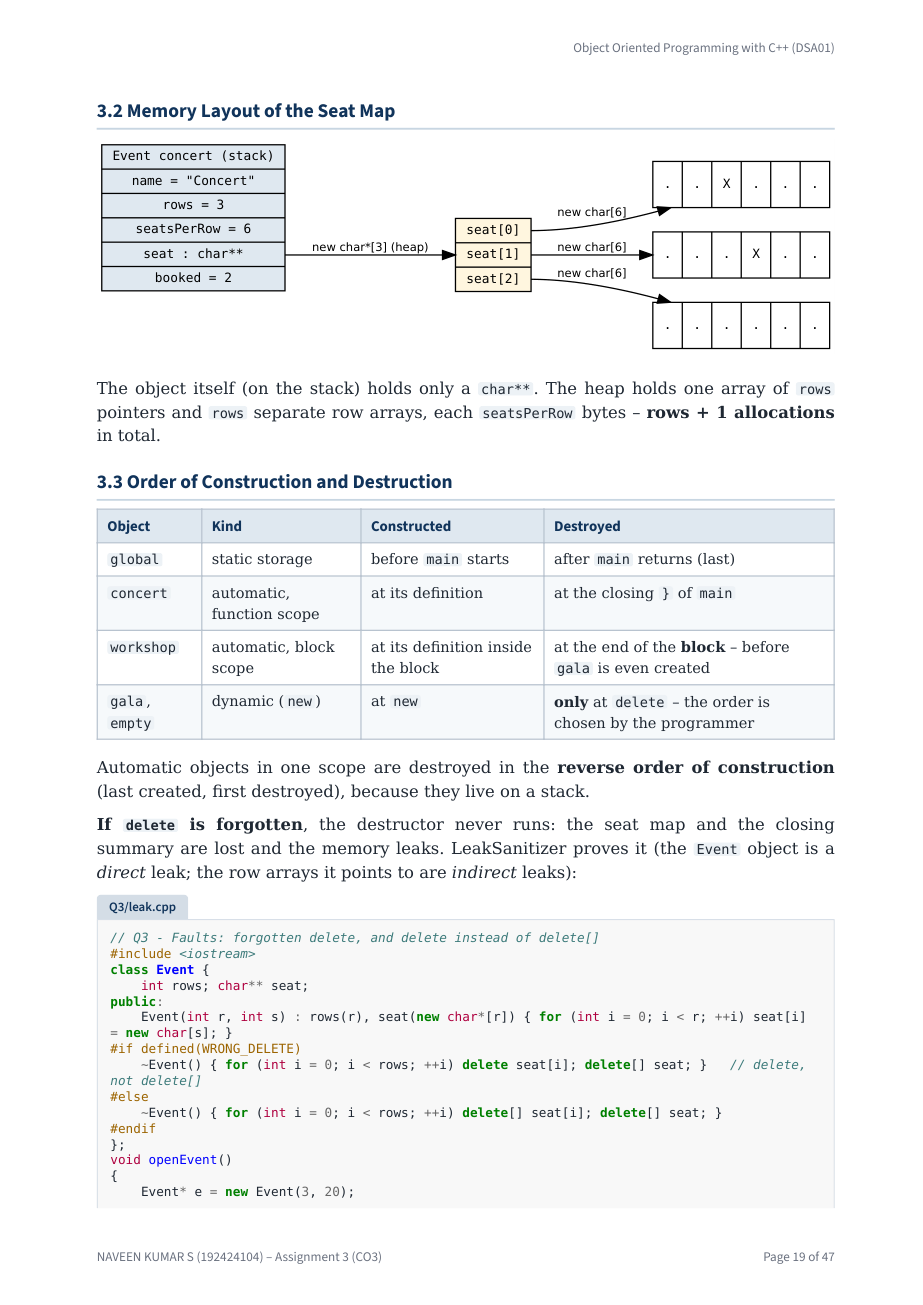 Object Oriented Programming with C++ (DSA01)
3.2 Memory Layout of the Seat Map
Event concert (stack)
name = "Concert"
rows = 3
seatsPerRow = 6
seat : char**
booked = 2
new char*[3] (heap)
seat[0]
seat[1]
seat[2]
new char[6]
new char[6]
new char[6]
. . X . . .
. . . X . .
. . . . . .
The object itself (on the stack) holds only a char**. The heap holds one array of rows
pointers and rows separate row arrays, each seatsPerRow bytes – rows + 1 allocations
in total.
3.3 Order of Construction and Destruction
Object Kind Constructed Destroyed
global static storage before main starts after main returns (last)
concert automatic, at its definition at the closing } of main
function scope
workshop automatic, block at its definition inside at the end of the block – before
scope the block gala is even created
gala, dynamic (new) at new only at delete – the order is
empty chosen by the programmer
Automatic objects in one scope are destroyed in the reverse order of construction
(last created, first destroyed), because they live on a stack.
If delete is forgotten, the destructor never runs: the seat map and the closing
summary are lost and the memory leaks. LeakSanitizer proves it (the Event object is a
direct leak; the row arrays it points to are indirect leaks):
Q3/leak.cpp
// Q3 - Faults: forgotten delete, and delete instead of delete[]
#include <iostream>
class Event {
    int rows; char** seat;
public:
    Event(int r, int s) : rows(r), seat(new char*[r]) { for (int i = 0; i < r; ++i) seat[i]
= new char[s]; }
#if defined(WRONG_DELETE)
    ~Event() { for (int i = 0; i < rows; ++i) delete seat[i]; delete[] seat; }   // delete,
not delete[]
#else
    ~Event() { for (int i = 0; i < rows; ++i) delete[] seat[i]; delete[] seat; }
#endif
};
void openEvent()
{
    Event* e = new Event(3, 20);
NAVEEN KUMAR S (192424104) – Assignment 3 (CO3)
Page 19 of 47